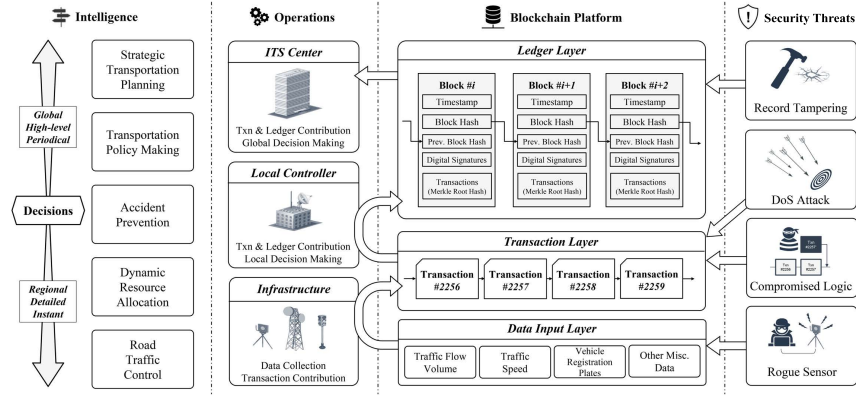 Intelligence
Strategic
Transportation
Planning
Global
High-level
Periodical
Transportation
Policy Making
Decisions
Accident
Prevention
Regional
Detailed
Instant
Dynamic
Resource
Allocation
Road
Traffic
Control
Operations
ITS Center
Txn & Ledger Contribution
Global Decision Making
Local Controller
Txn & Ledger Contribution
Local Decision Making
Infrastructure
Data Collection
Transaction Contribution
Blockchain Platform
Ledger Layer
Block #i
Timestamp
Block Hash
Prev. Block Hash
Digital Signatures
Transactions
(Merkle Root Hash)
Block #i+1
Timestamp
Block Hash
Prev. Block Hash
Digital Signatures
Transactions
(Merkle Root Hash)
Block #i+2
Timestamp
Block Hash
Prev. Block Hash
Digital Signatures
Transactions
(Merkle Root Hash)
Transaction Layer
Transaction
#2256
Transaction
#2257
Transaction
#2258
Transaction
#2259
Data Input Layer
Traffic Flow
Volume
Traffic
Speed
Vehicle
Registration
Plates
Other Misc.
Data
Security Threats
Record Tampering
DoS Attack
Txn
#2257
Txn
#2256
Txn
#2257
Compromised Logic
Rogue Sensor